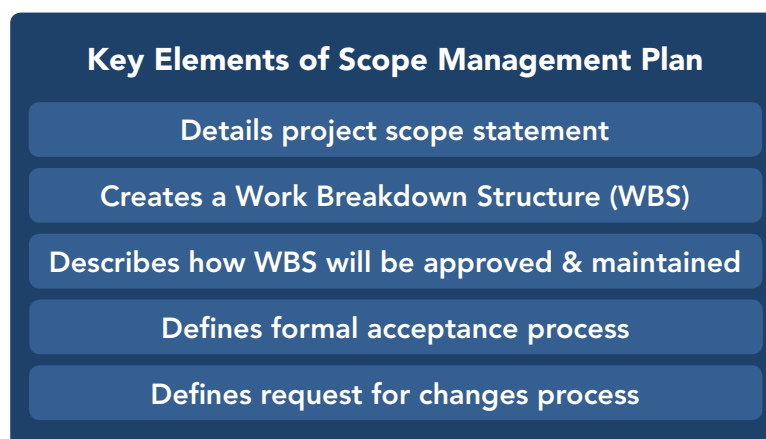 Key Elements of Scope Management Plan
Details project scope statement
Creates a Work Breakdown Structure (WBS)
Describes how WBS will be approved & maintained
Defines formal acceptance process
Defines request for changes process